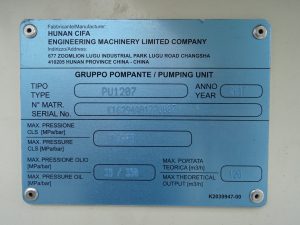 Fabbricante/Manufacturer:
HUNAN CIFA
ENGINEERING MACHINERY LIMITED COMPANY
Indirizzo/Address:
677 ZOOMLION INDUSTRIAL PARK LUGU ROAD CHANGSHA
410205 HUNAN PROVINCE CHINA - CHINA
GRUPPO POMPANTE / PUMPING UNIT
TIPO PU1207 ANNO
TYPE YEAR
N° MATR.
SERIAL NO.
MAX. PRESSIONE
CLS [MPa/bar]
MAX. PRESSURE
CLS [MPa/bar]
MAX. PRESSIONE OLIO MAX. PORTATA
[MPa/bar] TEORICA [m3/h]
MAX. PRESSURE OIL 35 / 350 MAX THEORETICAL
[MPa/bar] OUTPUT [m3/h]
K2039947-00